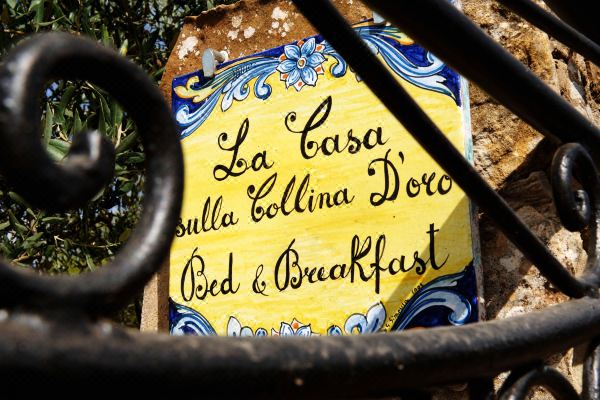 La Casa
sulla Collina D'oro
Bed & Breakfast